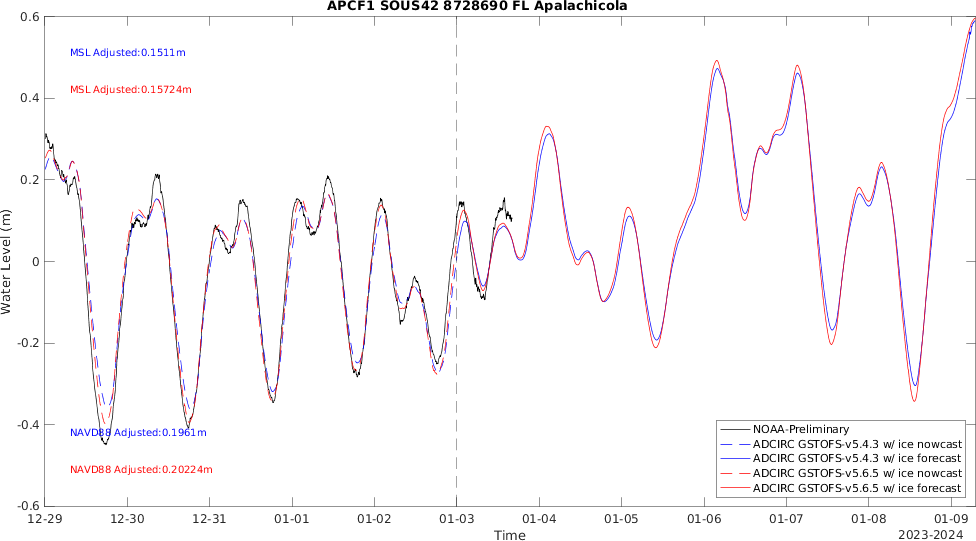 APCF1 SOUS42 8728690 FL Apalachicola
0.6
0.4
0.2
0
-0.2
-0.4
-0.6
Water Level (m)
MSL Adjusted:0.1511m
MSL Adjusted:0.15724m
NAVD88 Adjusted:0.1961m
NAVD88 Adjusted:0.20224m
NOAA-Preliminary
ADCIRC GSTOFS-v5.4.3 w/ ice nowcast
ADCIRC GSTOFS-v5.4.3 w/ ice forecast
ADCIRC GSTOFS-v5.6.5 w/ ice nowcast
ADCIRC GSTOFS-v5.6.5 w/ ice forecast
12-29 12-30 12-31 01-01 01-02 01-03 01-04 01-05 01-06 01-07 01-08 01-09
Time
2023-2024